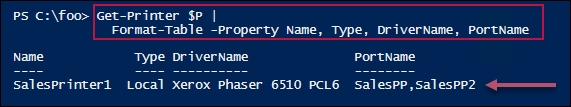 PS C:\foo> Get-Printer $P |
Format-Table -Property Name, Type, DriverName, PortName
Name Type DriverName PortName
---- ---- ---------- --------
SalesPrinter1 Local Xerox Phaser 6510 PCL6 SalesPP,SalesPP2